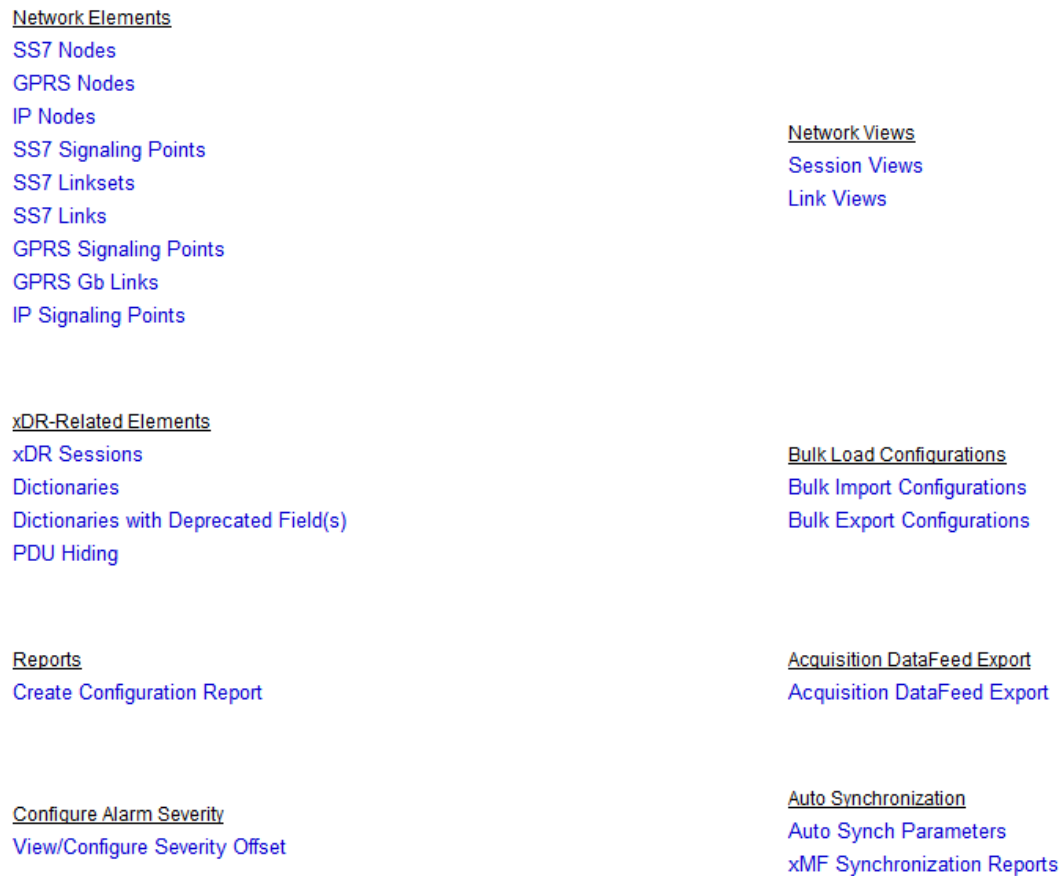 Network Elements
SS7 Nodes
GPRS Nodes
IP Nodes
SS7 Signaling Points
SS7 Linksets
SS7 Links
GPRS Signaling Points
GPRS Gb Links
IP Signaling Points
Network Views
Session Views
Link Views
xDR-Related Elements
xDR Sessions
Dictionaries
Dictionaries with Deprecated Field(s)
PDU Hiding
Bulk Load Configurations
Bulk Import Configurations
Bulk Export Configurations
Reports
Create Configuration Report
Acquisition DataFeed Export
Acquisition DataFeed Export
Configure Alarm Severity
View/Configure Severity Offset
Auto Synchronization
Auto Synch Parameters
xMF Synchronization Reports